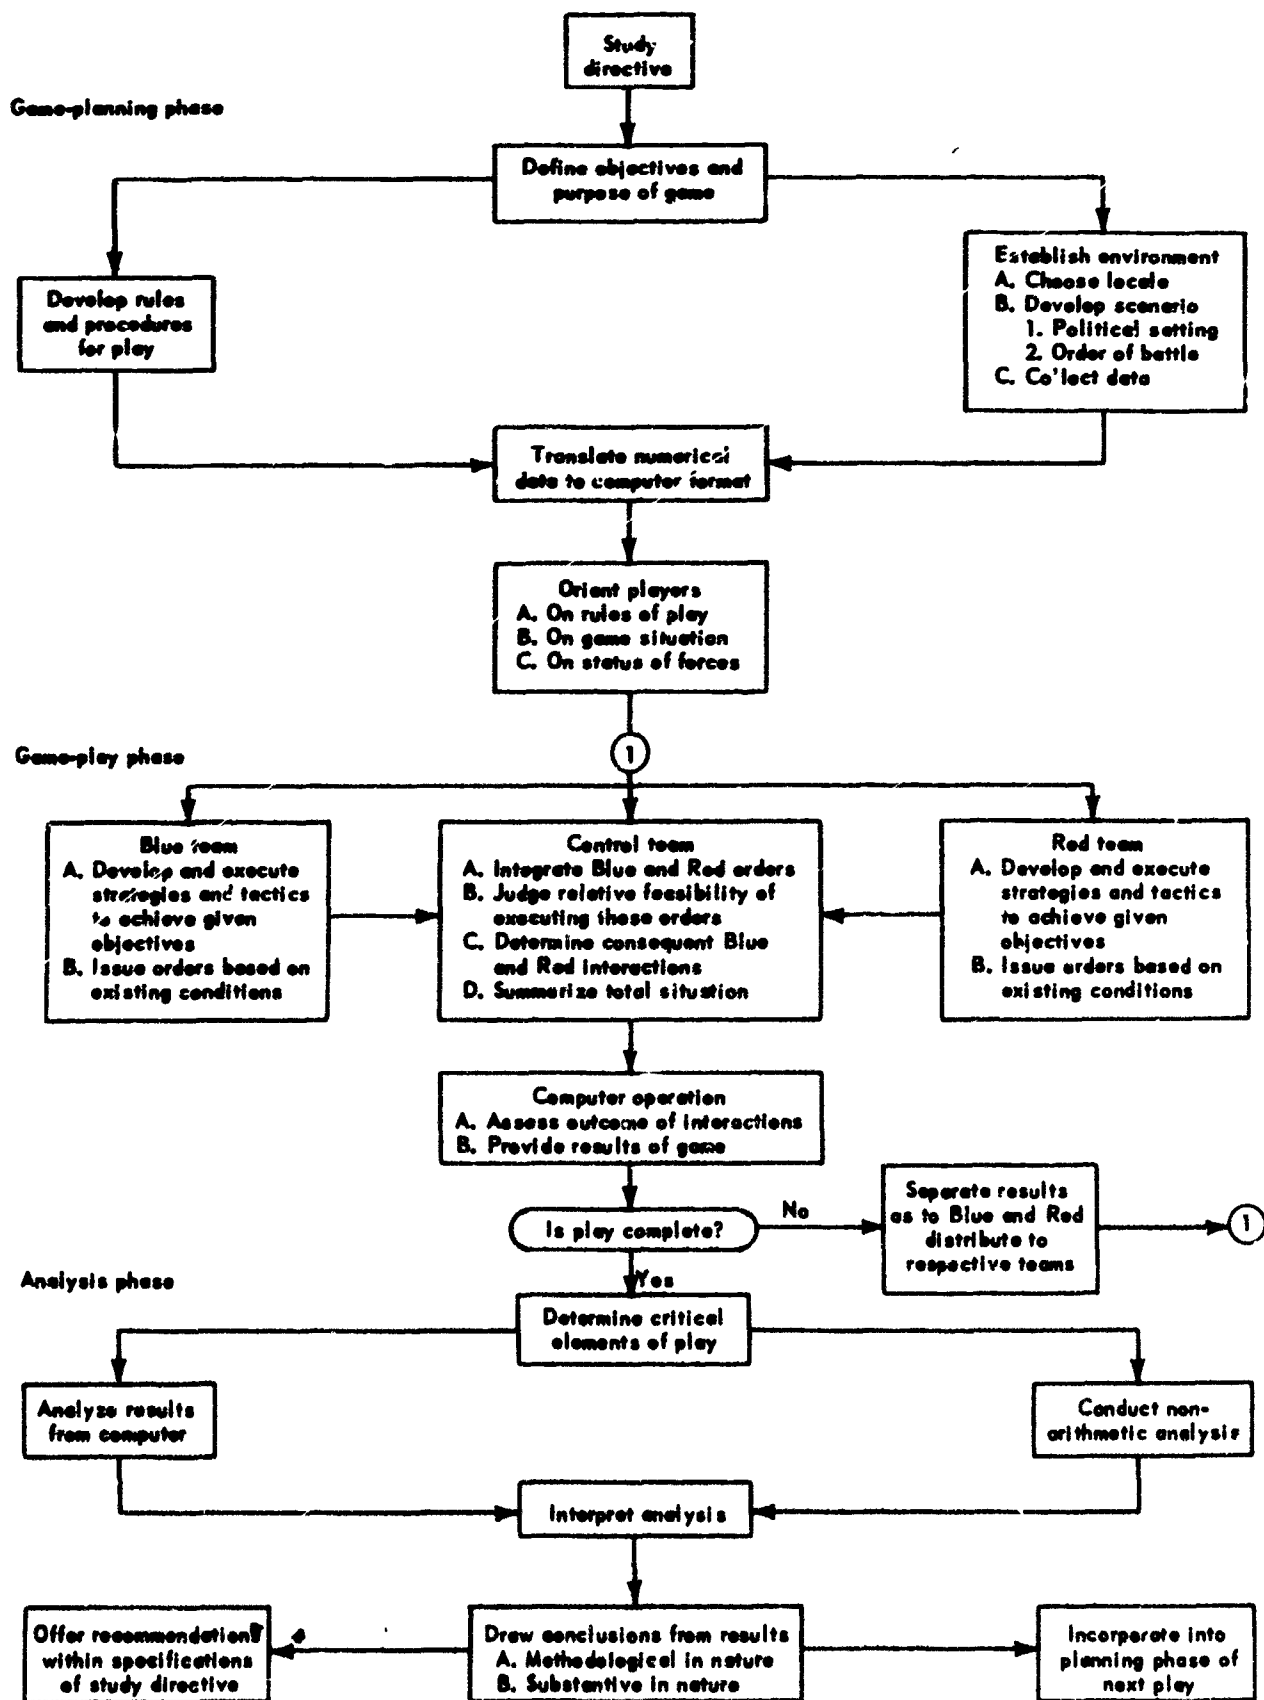 Study
directive
Game-planning phase
Define objectives and
purpose of game
Establish environment
A. Choose locale
B. Develop scenario
1. Political setting
2. Order of battle
C. Co'lect data
Develop rules
and procedures
for play
Translate numerical
data to computer format
Orient players
A. On rules of play
B. On game situation
C. On status of forces
Game-play phase
1
Blue team
A. Develop and execute
strategies and tactics
to achieve given
objectives
B. Issue orders based on
existing conditions
Control team
A. Integrate Blue and Red orders
B. Judge relative feasibility of
executing these orders
C. Determine consequent Blue
and Red interactions
D. Summarize total situation
Red team
A. Develop and execute
strategies and tactics
to achieve given
objectives
B. Issue orders based on
existing conditions
Computer operation
A. Assess outcome of interactions
B. Provide results of game
Is play complete?
No
Separate results
as to Blue and Red
distribute to
respective teams
1
Yes
Analysis phase
Determine critical
elements of play
Analyze results
from computer
Conduct non-
arithmetic analysis
Interpret analysis
Offer recommendations
within specifications
of study directive
Draw conclusions from results
A. Methodological in nature
B. Substantive in nature
Incorporate into
planning phase of
next play